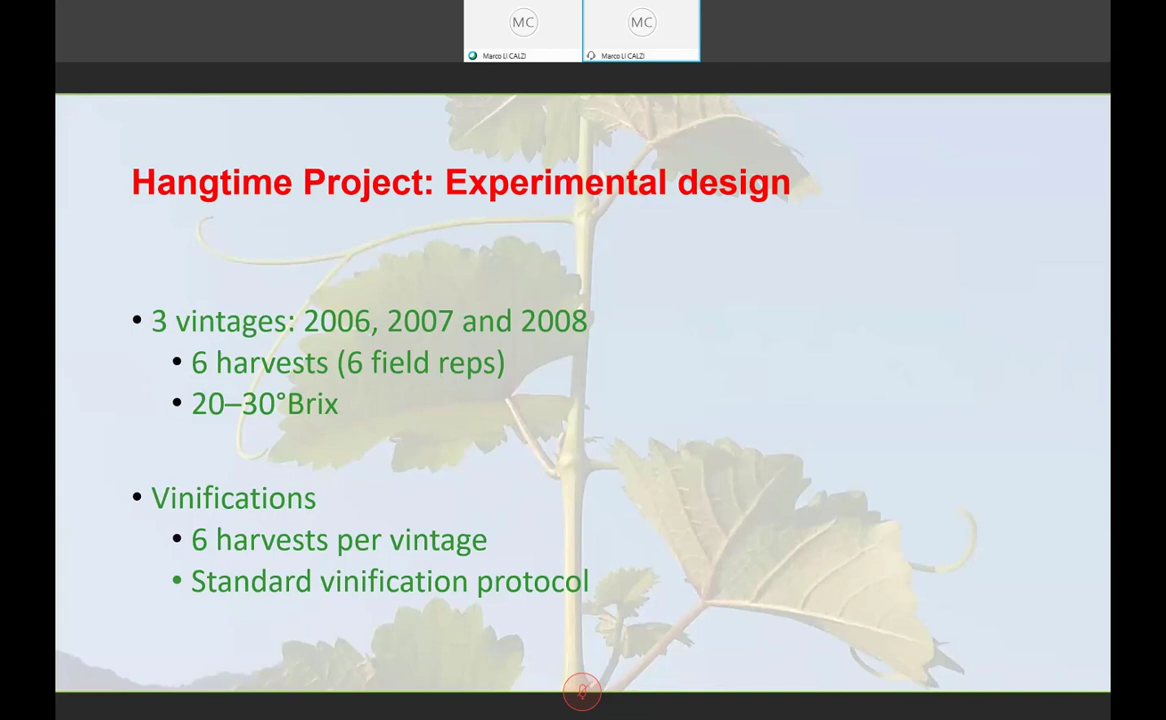 MC
MC
Marco LI CALZI
Marco LI CALZI
Hangtime Project: Experimental design
• 3 vintages: 2006, 2007 and 2008
• 6 harvests (6 field reps)
• 20–30°Brix
• Vinifications
• 6 harvests per vintage
• Standard vinification protocol